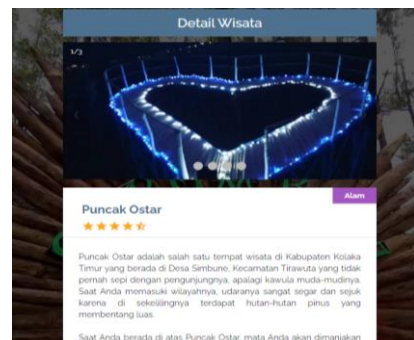 Detail Wisata
1/3
Alam
Puncak Ostar
Puncak Ostar adalah salah satu tempat wisata di Kabupaten Kolaka
Timur yang berada di Desa Simbune, Kecamatan Tirawuta yang tidak
pernah sepi dengan pengunjungnya, apalagi kawula muda-mudinya.
Saat Anda memasuki wilayahnya, udaranya sangat segar dan sejuk
karena di sekelilingnya terdapat hutan-hutan pinus yang
membentang luas.
Saat Anda berada di atas Puncak Ostar, mata Anda akan dimanjakan